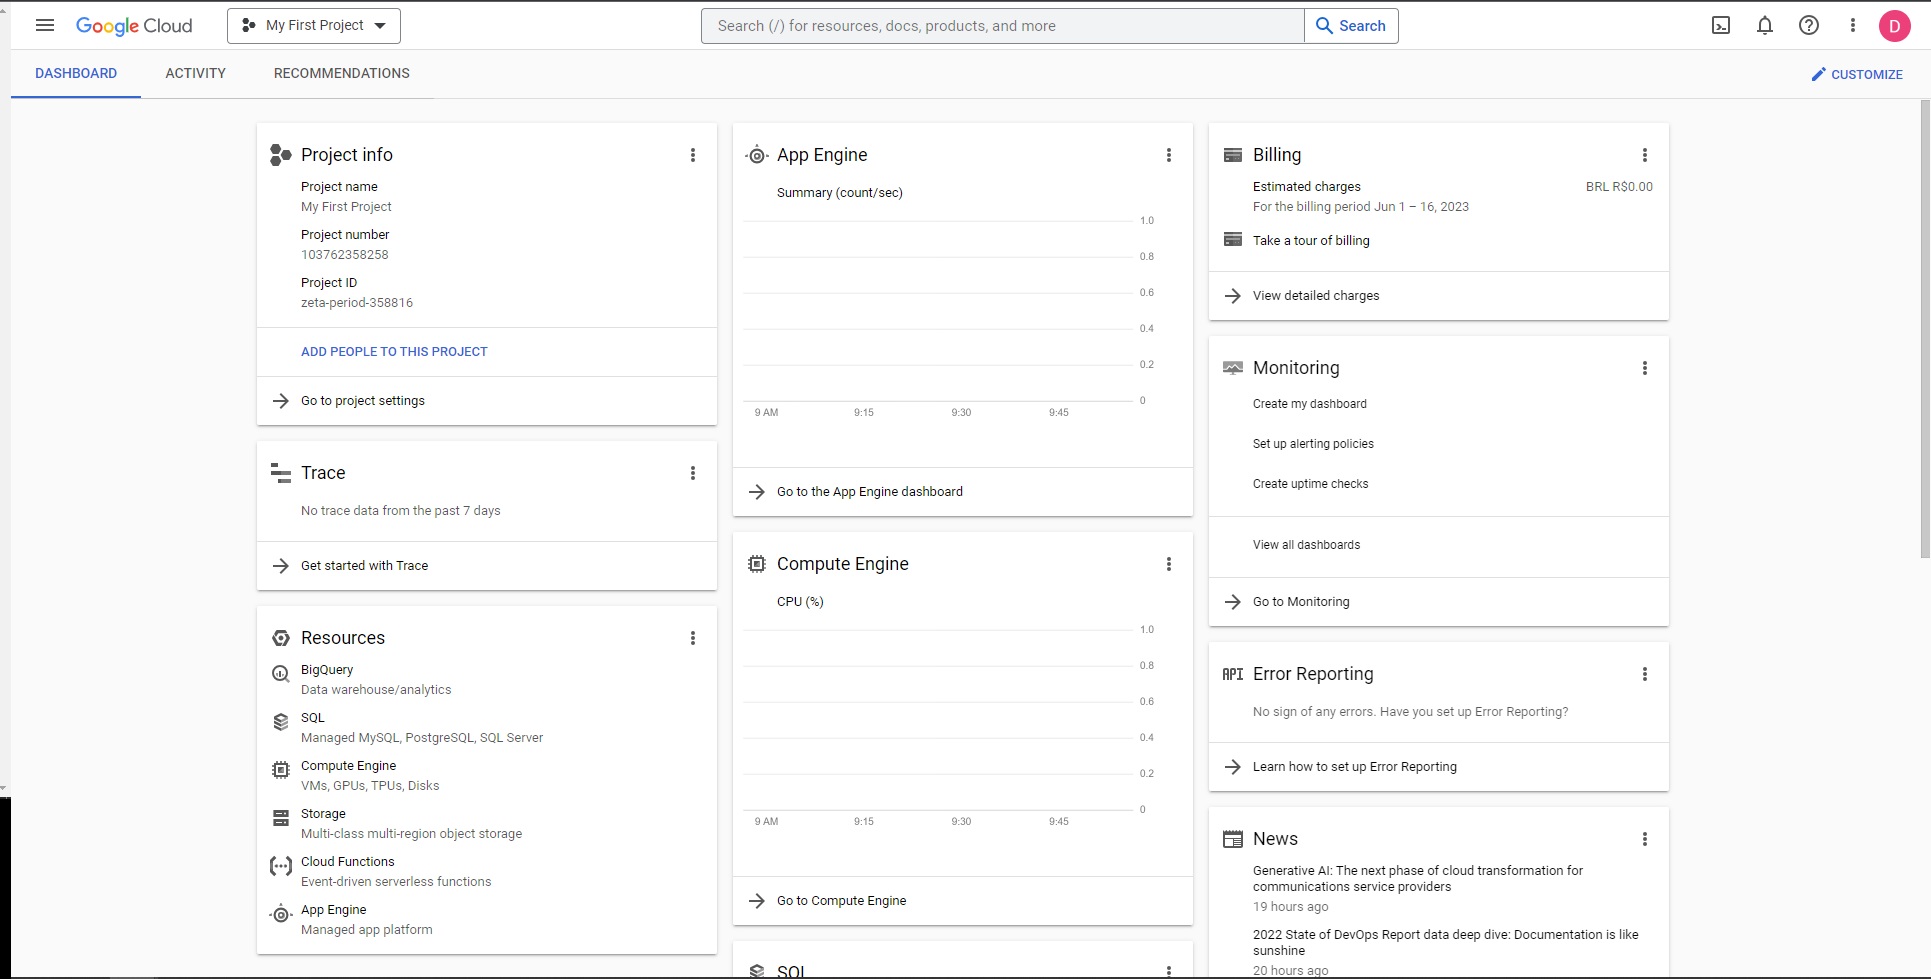 Google Cloud
My First Project
Search (/) for resources, docs, products, and more
Search
D
DASHBOARD
ACTIVITY
RECOMMENDATIONS
CUSTOMIZE
Project info
Project name
My First Project
Project number
103762358258
Project ID
zeta-period-358816
ADD PEOPLE TO THIS PROJECT
Go to project settings
Trace
No trace data from the past 7 days
Get started with Trace
Resources
BigQuery
Data warehouse/analytics
SQL
Managed MySQL, PostgreSQL, SQL Server
Compute Engine
VMs, GPUs, TPUs, Disks
Storage
Multi-class multi-region object storage
Cloud Functions
Event-driven serverless functions
App Engine
Managed app platform
App Engine
Summary (count/sec)
1.0
0.8
0.6
0.4
0.2
0
9 AM 9:15 9:30 9:45
Go to the App Engine dashboard
Compute Engine
CPU (%)
1.0
0.8
0.6
0.4
0.2
0
9 AM 9:15 9:30 9:45
Go to Compute Engine
SQL
Billing
Estimated charges BRL R$0.00
For the billing period Jun 1 – 16, 2023
Take a tour of billing
View detailed charges
Monitoring
Create my dashboard
Set up alerting policies
Create uptime checks
View all dashboards
Go to Monitoring
API Error Reporting
No sign of any errors. Have you set up Error Reporting?
Learn how to set up Error Reporting
News
Generative AI: The next phase of cloud transformation for
communications service providers
19 hours ago
2022 State of DevOps Report data deep dive: Documentation is like
sunshine
20 hours ago